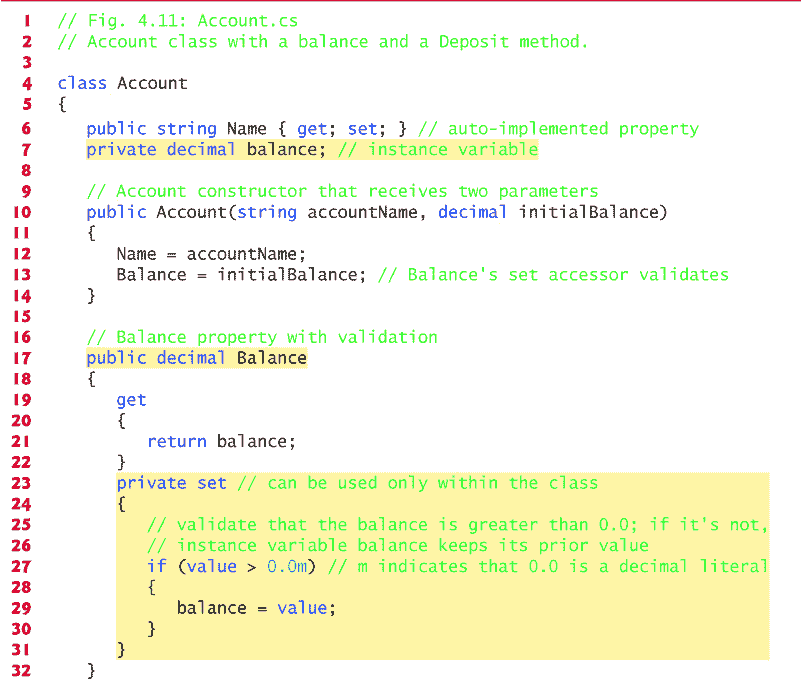 1 // Fig. 4.11: Account.cs
2 // Account class with a balance and a Deposit method.
3
4 class Account
5 {
6 public string Name { get; set; } // auto-implemented property
7 private decimal balance; // instance variable
8
9 // Account constructor that receives two parameters
10 public Account(string accountName, decimal initialBalance)
11 {
12 Name = accountName;
13 Balance = initialBalance; // Balance's set accessor validates
14 }
15
16 // Balance property with validation
17 public decimal Balance
18 {
19 get
20 {
21 return balance;
22 }
23 private set // can be used only within the class
24 {
25 // validate that the balance is greater than 0.0; if it's not,
26 // instance variable balance keeps its prior value
27 if (value > 0.0m) // m indicates that 0.0 is a decimal literal
28 {
29 balance = value;
30 }
31 }
32 }